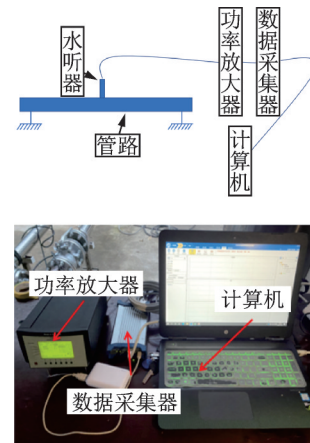 水听器
功率放大器
数据采集器
管路
计算机
功率放大器
计算机
数据采集器